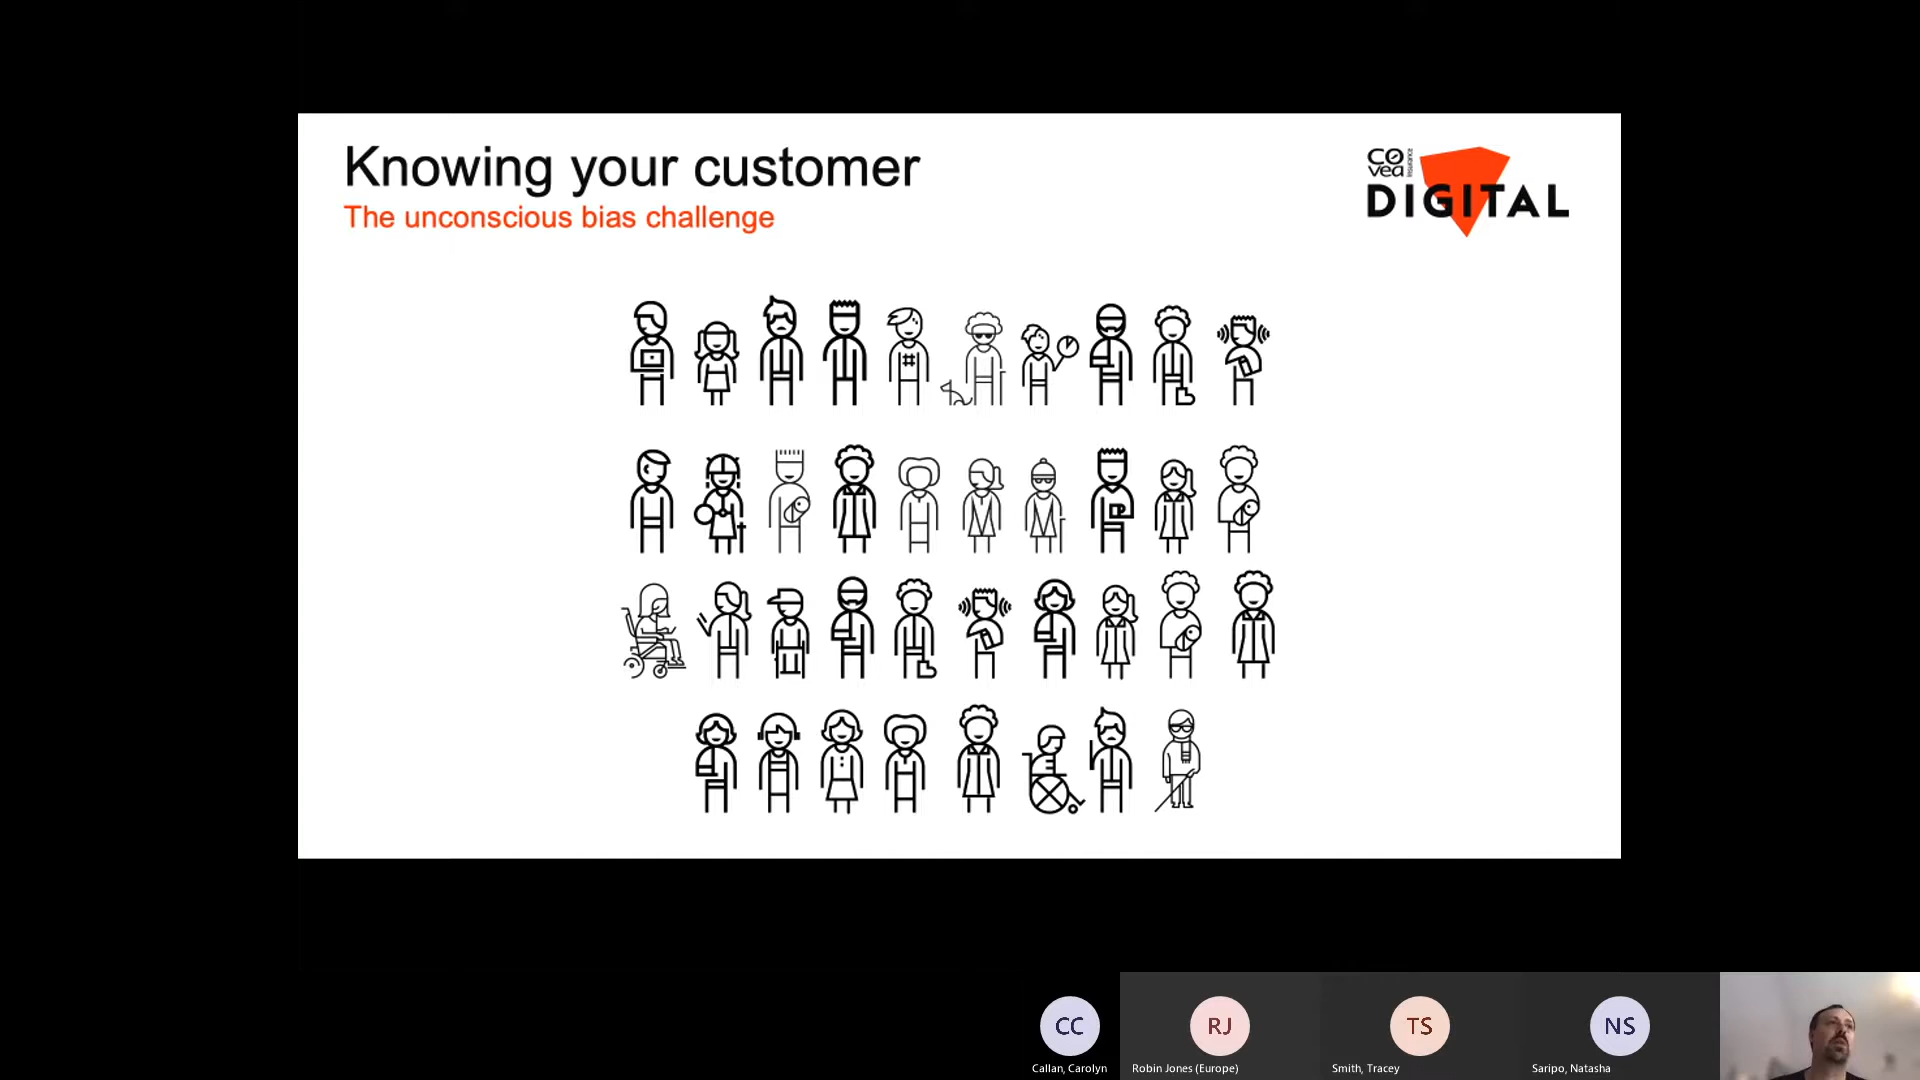 Knowing your customer
The unconscious bias challenge
COVéa insurance
DIGITAL
#
CC
Callan, Carolyn
RJ
Robin Jones (Europe)
TS
Smith, Tracey
NS
Saripo, Natasha